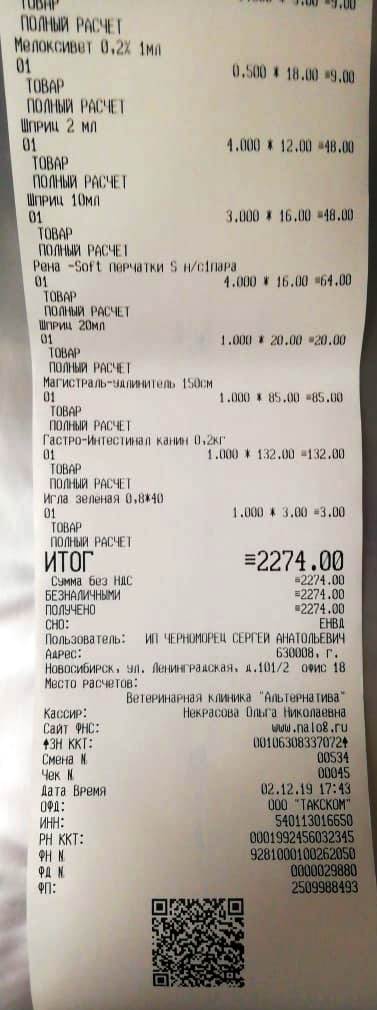 ТОВАР
ПОЛНЫЙ РАСЧЕТ
Мелоксивет 0,2% 1мл
01 0.500 * 18.00 =9.00
ТОВАР
ПОЛНЫЙ РАСЧЕТ
Шприц 2 мл
01 4.000 * 12.00 =48.00
ТОВАР
ПОЛНЫЙ РАСЧЕТ
Шприц 10мл
01 3.000 * 16.00 =48.00
ТОВАР
ПОЛНЫЙ РАСЧЕТ
Рена -Soft перчатки S н/с1пара
01 4.000 * 16.00 =64.00
ТОВАР
ПОЛНЫЙ РАСЧЕТ
Шприц 20мл
01 1.000 * 20.00 =20.00
ТОВАР
ПОЛНЫЙ РАСЧЕТ
Магистраль-удлинитель 150см
01 1.000 * 85.00 =85.00
ТОВАР
ПОЛНЫЙ РАСЧЕТ
Гастро-Интестинал канин 0,2кг
01 1.000 * 132.00 =132.00
ТОВАР
ПОЛНЫЙ РАСЧЕТ
Игла зеленая 0,8*40
01 1.000 * 3.00 =3.00
ТОВАР
ПОЛНЫЙ РАСЧЕТ
ИТОГ =2274.00
Сумма без НДС =2274.00
БЕЗНАЛИЧНЫМИ =2274.00
ПОЛУЧЕНО =2274.00
СНО: ЕНВД
Пользователь: ИП ЧЕРНОМОРЕЦ СЕРГЕЙ АНАТОЛЬЕВИЧ
Адрес: 630008, г.
Новосибирск, ул. Ленинградская, д.101/2 офис 18
Место расчетов:
Ветеринарная клиника "Альтернатива"
Кассир: Некрасова Ольга Николаевна
Сайт ФНС: www.nalog.ru
ЗН ККТ: 00106308337072
Смена N 00534
Чек N 00045
Дата Время 02.12.19 17:43
ОФД: ООО "ТАКСКОМ"
ИНН: 540113016650
РН ККТ: 0001992456032345
ФН N 9281000100262050
ФД N 0000029880
ФП: 2509988493